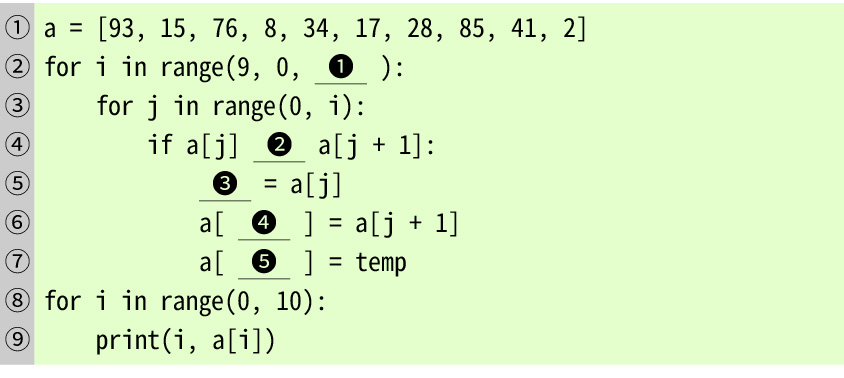 ① a = [93, 15, 76, 8, 34, 17, 28, 85, 41, 2]
② for i in range(9, 0, ❶ ):
③ for j in range(0, i):
④ if a[j] ❷ a[j + 1]:
⑤ ❸ = a[j]
⑥ a[ ❹ ] = a[j + 1]
⑦ a[ ❺ ] = temp
⑧ for i in range(0, 10):
⑨ print(i, a[i])